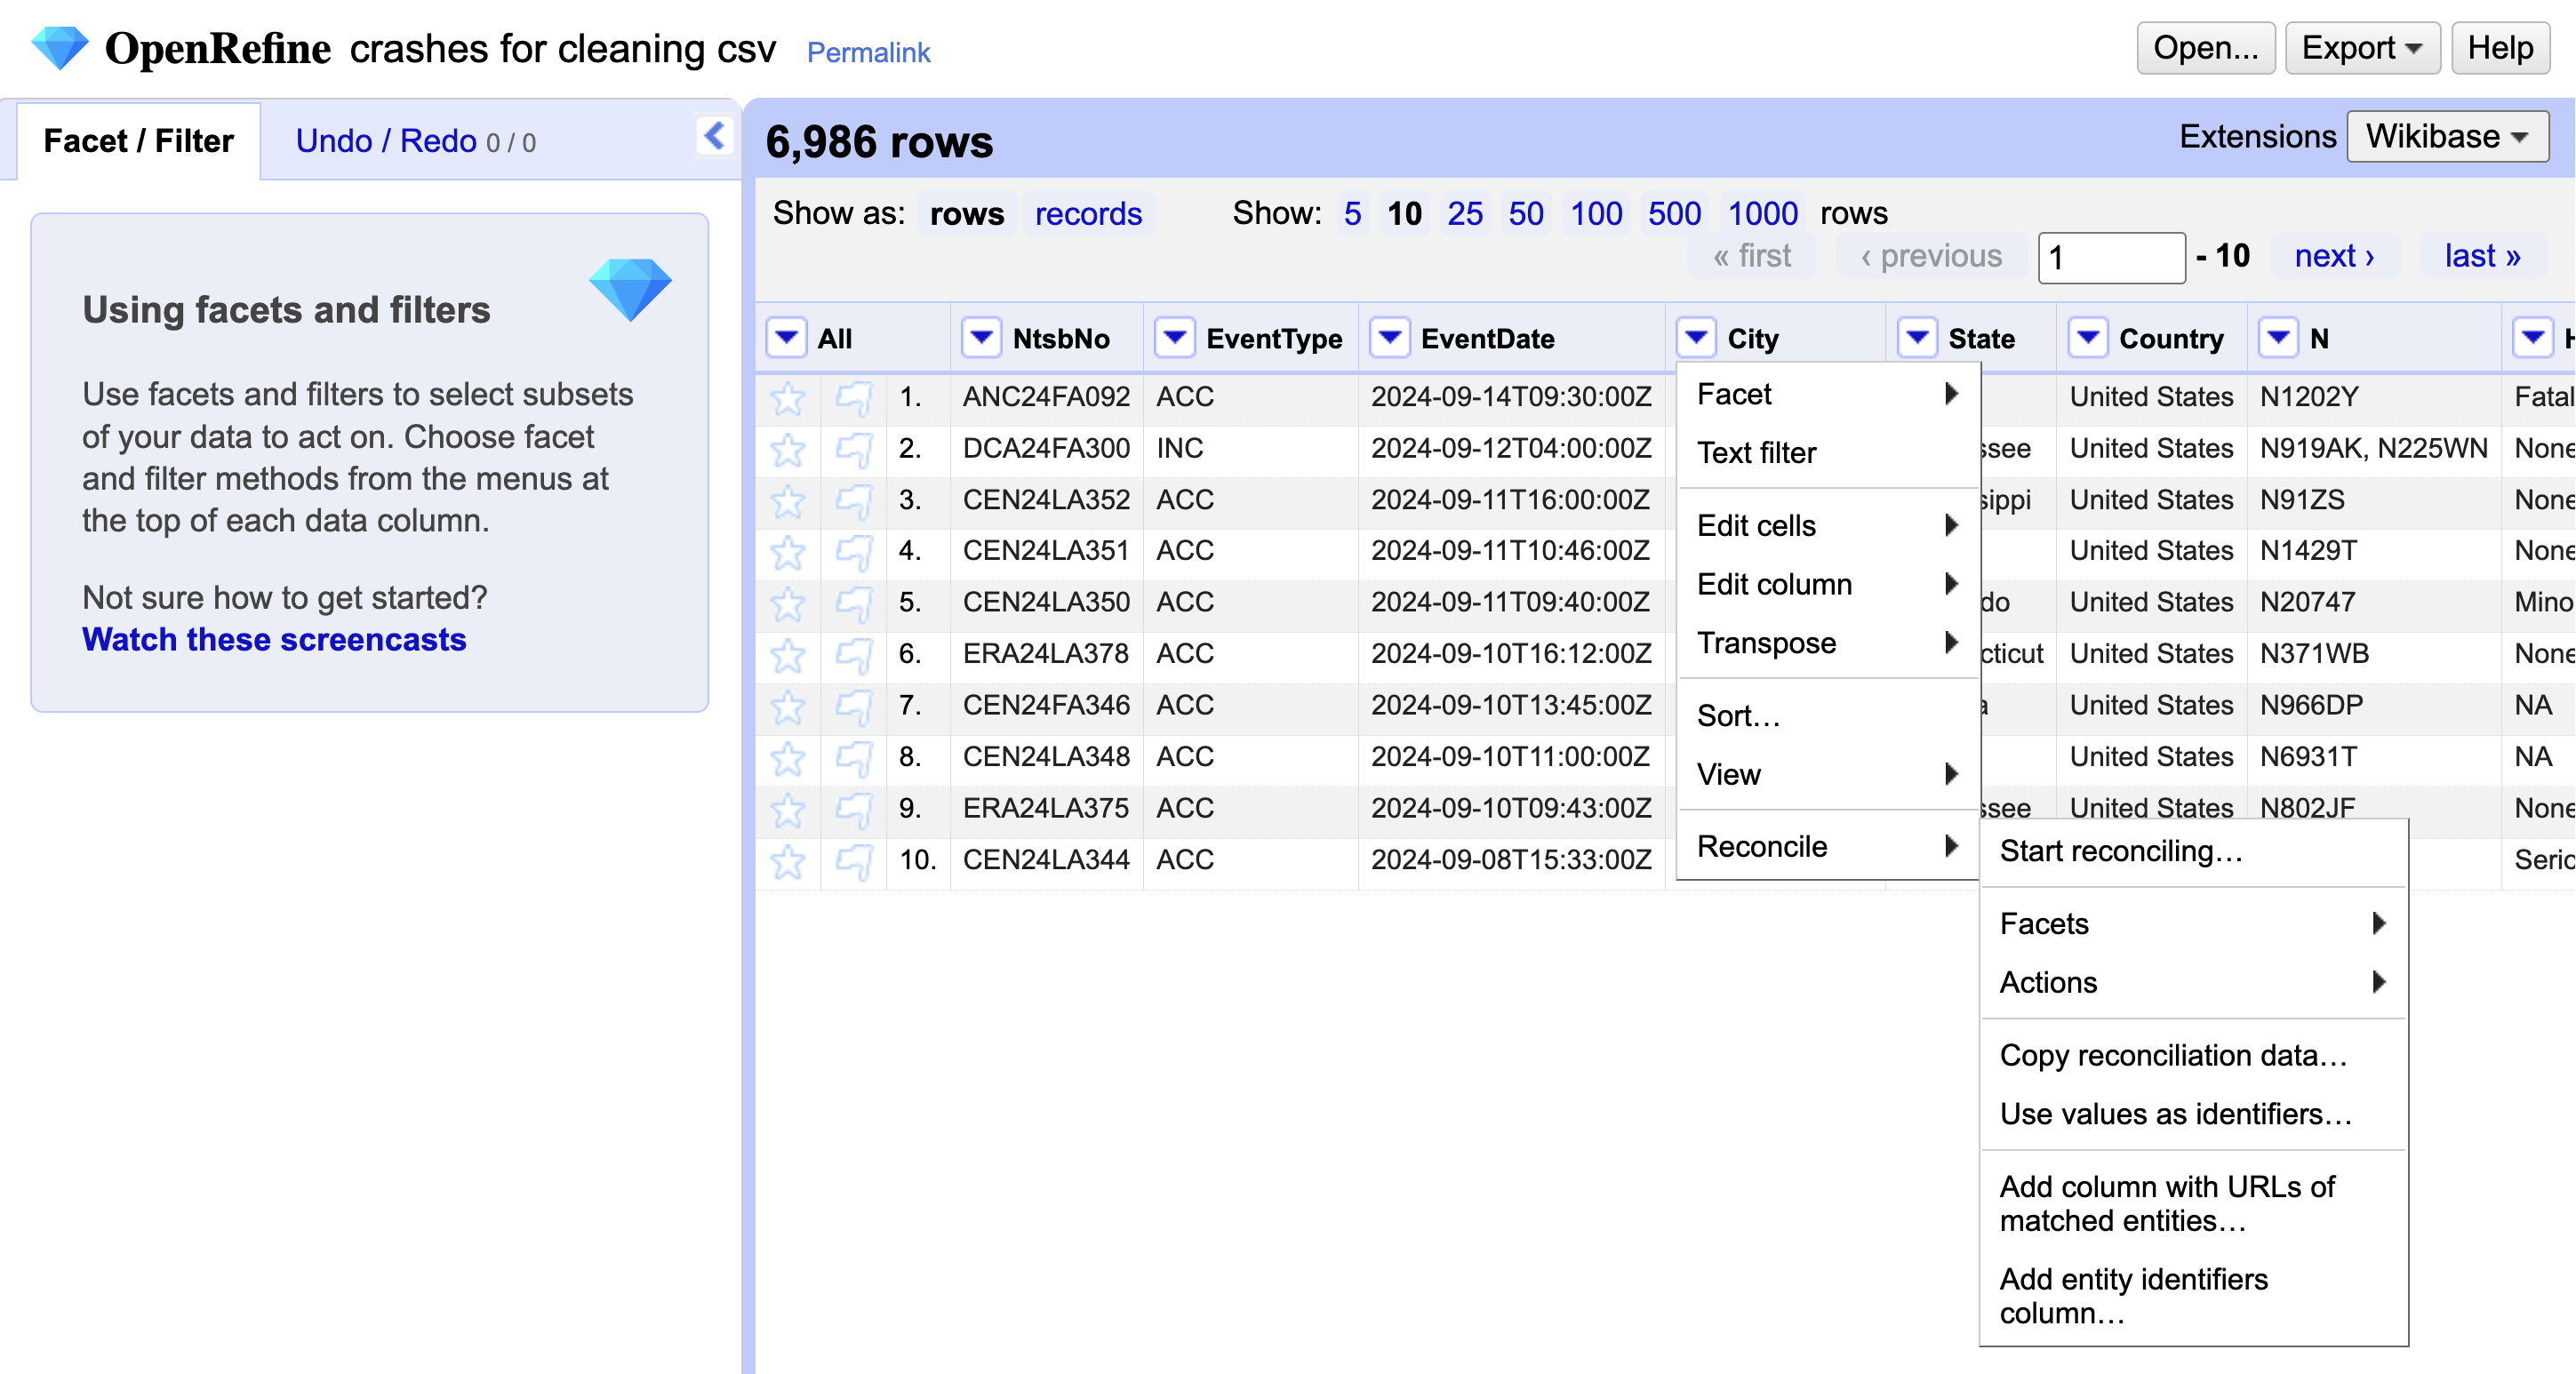 OpenRefine crashes for cleaning csv Permalink Open... Export Help
Facet / Filter Undo / Redo 0 / 0
6,986 rows Extensions Wikibase
Show as: rows records Show: 5 10 25 50 100 500 1000 rows
« first ‹ previous 1 - 10 next › last »
Using facets and filters
Use facets and filters to select subsets
of your data to act on. Choose facet
and filter methods from the menus at
the top of each data column.
Not sure how to get started?
Watch these screencasts
All NtsbNo EventType EventDate City State Country N H
1. ANC24FA092 ACC 2024-09-14T09:30:00Z United States N1202Y Fatal
2. DCA24FA300 INC 2024-09-12T04:00:00Z ssee United States N919AK, N225WN None
3. CEN24LA352 ACC 2024-09-11T16:00:00Z sippi United States N91ZS None
4. CEN24LA351 ACC 2024-09-11T10:46:00Z United States N1429T None
5. CEN24LA350 ACC 2024-09-11T09:40:00Z do United States N20747 Mino
6. ERA24LA378 ACC 2024-09-10T16:12:00Z cticut United States N371WB None
7. CEN24FA346 ACC 2024-09-10T13:45:00Z a United States N966DP NA
8. CEN24LA348 ACC 2024-09-10T11:00:00Z United States N6931T NA
9. ERA24LA375 ACC 2024-09-10T09:43:00Z ssee United States N802JF None
10. CEN24LA344 ACC 2024-09-08T15:33:00Z Serio
Facet
Text filter
Edit cells
Edit column
Transpose
Sort…
View
Reconcile
Start reconciling…
Facets
Actions
Copy reconciliation data…
Use values as identifiers…
Add column with URLs of
matched entities…
Add entity identifiers
column…